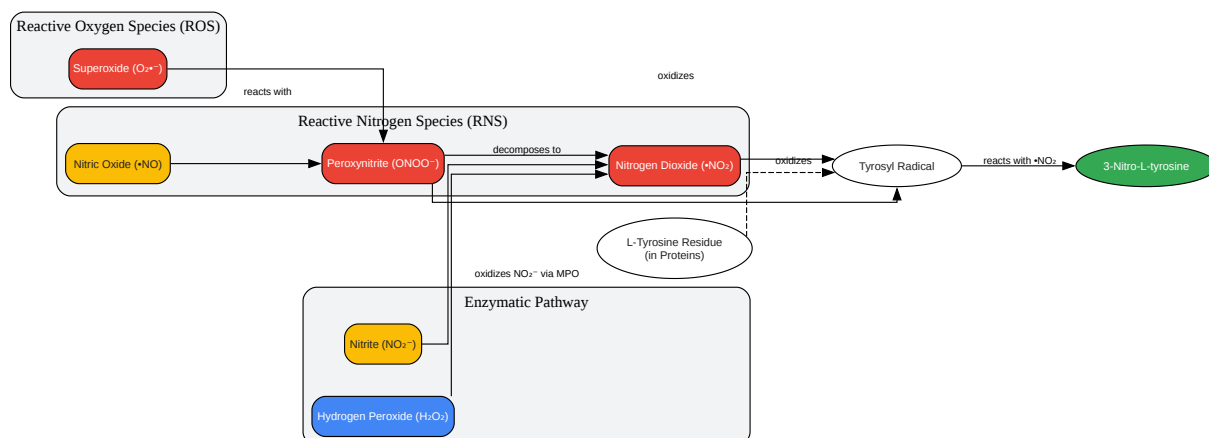 Reactive Oxygen Species (ROS)
Superoxide (O₂•⁻)
oxidizes
reacts with
Reactive Nitrogen Species (RNS)
Nitric Oxide (•NO)
Peroxynitrite (ONOO⁻)
decomposes to
Nitrogen Dioxide (•NO₂)
oxidizes
Tyrosyl Radical
reacts with •NO₂
3-Nitro-L-tyrosine
L-Tyrosine Residue
(in Proteins)
oxidizes NO₂⁻ via MPO
Enzymatic Pathway
Nitrite (NO₂⁻)
Hydrogen Peroxide (H₂O₂)